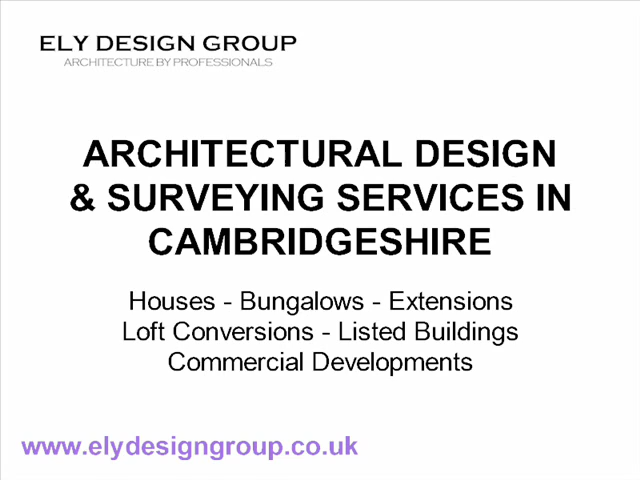 ELY DESIGN GROUP
ARCHITECTURE BY PROFESSIONALS
ARCHITECTURAL DESIGN
& SURVEYING SERVICES IN
CAMBRIDGESHIRE
Houses - Bungalows - Extensions
Loft Conversions - Listed Buildings
Commercial Developments
www.elydesigngroup.co.uk